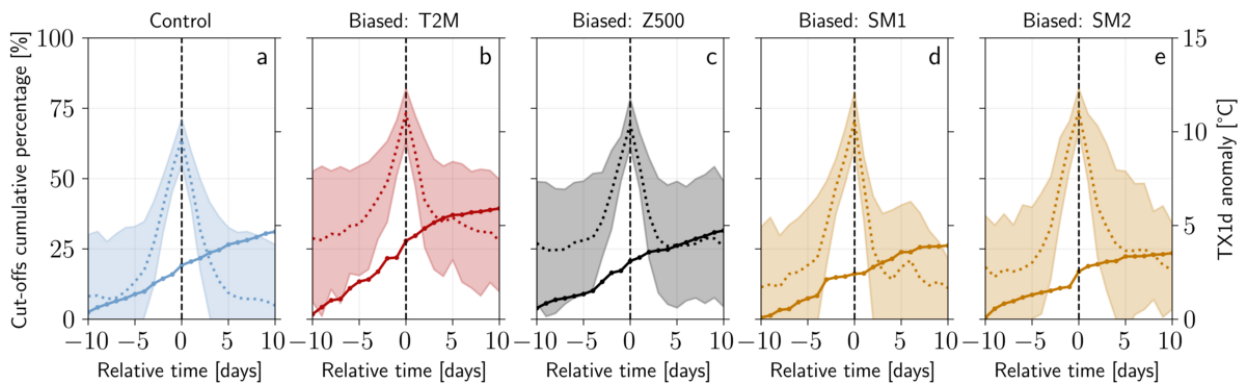 Control
Biased: T2M
Biased: Z500
Biased: SM1
Biased: SM2
Cut-offs cumulative percentage [%]
100
75
50
25
0
a
b
c
d
e
15
10
5
0
TX1d anomaly [°C]
−10 −5 0 5 10
−10 −5 0 5 10
−10 −5 0 5 10
−10 −5 0 5 10
−10 −5 0 5 10
Relative time [days]
Relative time [days]
Relative time [days]
Relative time [days]
Relative time [days]